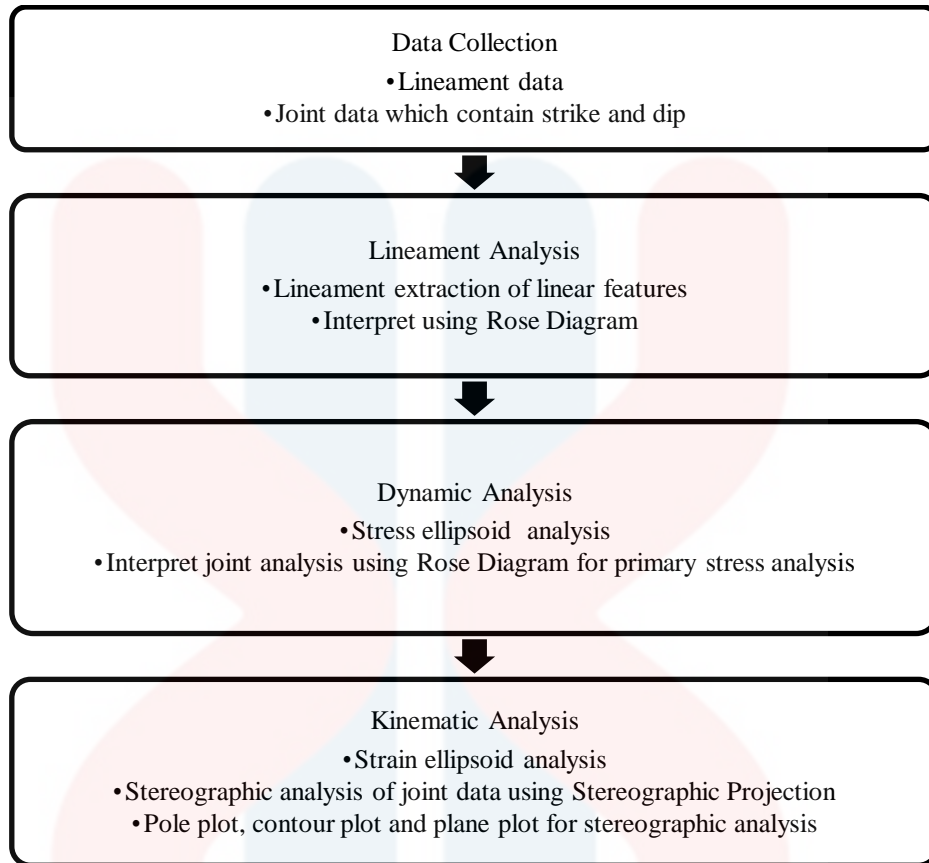 Data Collection
•Lineament data
•Joint data which contain strike and dip
Lineament Analysis
•Lineament extraction of linear features
•Interpret using Rose Diagram
Dynamic Analysis
•Stress ellipsoid analysis
•Interpret joint analysis using Rose Diagram for primary stress analysis
Kinematic Analysis
•Strain ellipsoid analysis
•Stereographic analysis of joint data using Stereographic Projection
•Pole plot, contour plot and plane plot for stereographic analysis